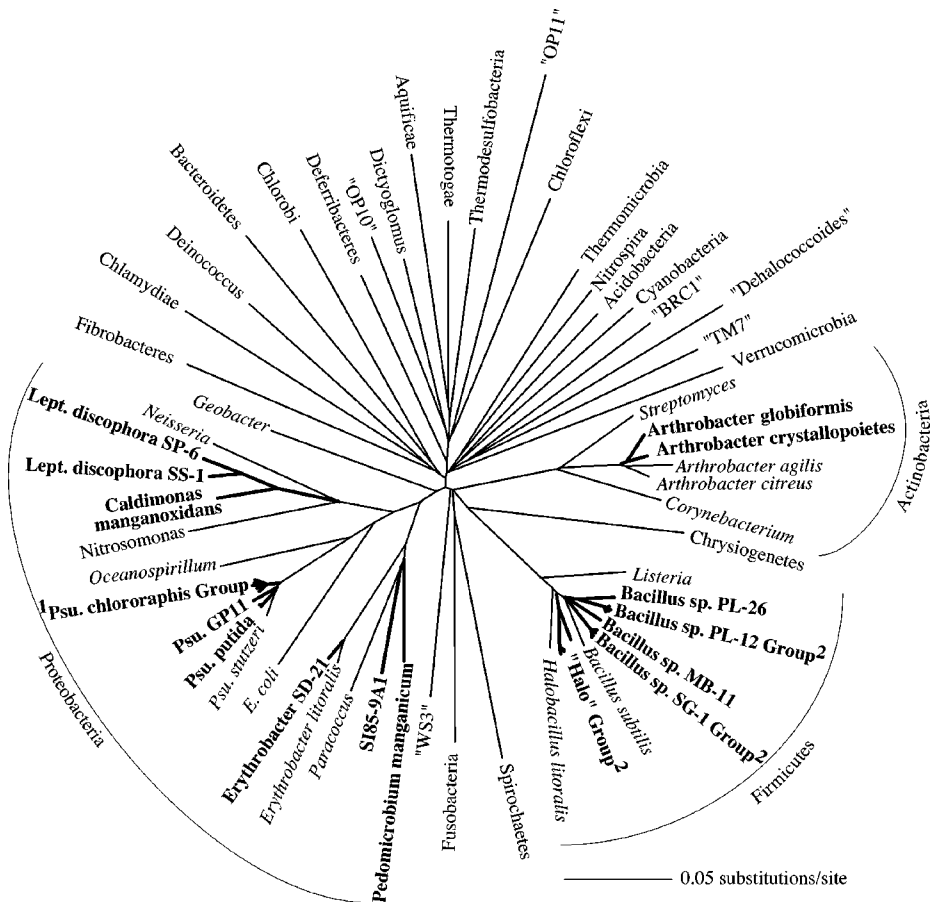 "OP11"
Thermodesulfobacteria
Thermotogae
Aquificae
Dictyoglomus
"OP10"
Deferribacteres
Chlorobi
Bacteroidetes
Deinococcus
Chlamydiae
Fibrobacteres
Geobacter
Chloroflexi
Thermomicrobia
Nitrospira
Acidobacteria
Cyanobacteria
"BRC1"
"Dehalococcoides"
"TM7"
Verrucomicrobia
Streptomyces
Arthrobacter globiformis
Arthrobacter crystallopoietes
Arthrobacter agilis
Arthrobacter citreus
Corynebacterium
Chrysiogenetes
Actinobacteria
Neisseria
Lept. discophora SP-6
Lept. discophora SS-1
Caldimonas
manganoxidans
Nitrosomonas
Oceanospirillum
1Psu. chlororaphis Group
Psu. GP11
Psu. putida
Psu. stutzeri
E. coli
Erythrobacter SD-21
Erythrobacter litoralis
Paracoccus
SI85-9A1
Pedomicrobium manganicum
Proteobacteria
"WS3"
Fusobacteria
Spirochaetes
Listeria
Bacillus sp. PL-26
Bacillus sp. PL-12 Group2
Bacillus sp. MB-11
Bacillus sp. SG-1 Group2
Bacillus subtilis
"Halo" Group2
Halobacillus litoralis
Firmicutes
0.05 substitutions/site